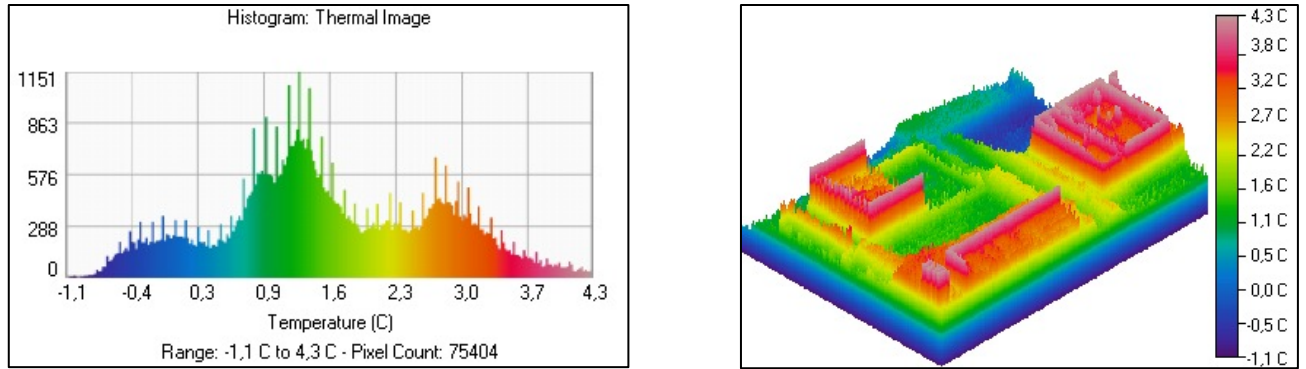 Histogram: Thermal Image
1151
863
576
288
0
-1,1 -0,4 0,3 0,9 1,6 2,3 3,0 3,7 4,3
Temperature (C)
Range: -1,1 C to 4,3 C - Pixel Count: 75404
4,3 C
3,8 C
3,2 C
2,7 C
2,2 C
1,6 C
1,1 C
0,5 C
0,0 C
-0,5 C
-1,1 C